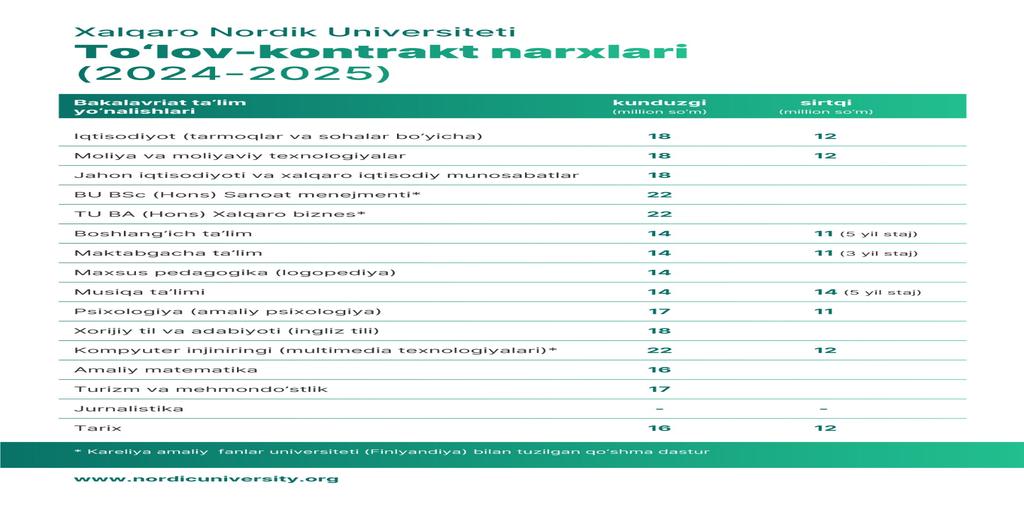 Xalqaro Nordik Universiteti
To‘lov-kontrakt narxlari
(2024-2025)
Bakalavriat ta’lim yo‘nalishlari kunduzgi (million so‘m) sirtqi (million so‘m)
Iqtisodiyot (tarmoqlar va sohalar bo‘yicha) 18 12
Moliya va moliyaviy texnologiyalar 18 12
Jahon iqtisodiyoti va xalqaro iqtisodiy munosabatlar 18
BU BSc (Hons) Sanoat menejmenti* 22
TU BA (Hons) Xalqaro biznes* 22
Boshlang‘ich ta’lim 14 11 (5 yil staj)
Maktabgacha ta’lim 14 11 (3 yil staj)
Maxsus pedagogika (logopediya) 14
Musiqa ta’limi 14 14 (5 yil staj)
Psixologiya (amaliy psixologiya) 17 11
Xorijiy til va adabiyoti (ingliz tili) 18
Kompyuter injiniringi (multimedia texnologiyalari)* 22 12
Amaliy matematika 16
Turizm va mehmondo‘stlik 17
Jurnalistika - -
Tarix 16 12
* Kareliya amaliy fanlar universiteti (Finlyandiya) bilan tuzilgan qo‘shma dastur
www.nordicuniversity.org